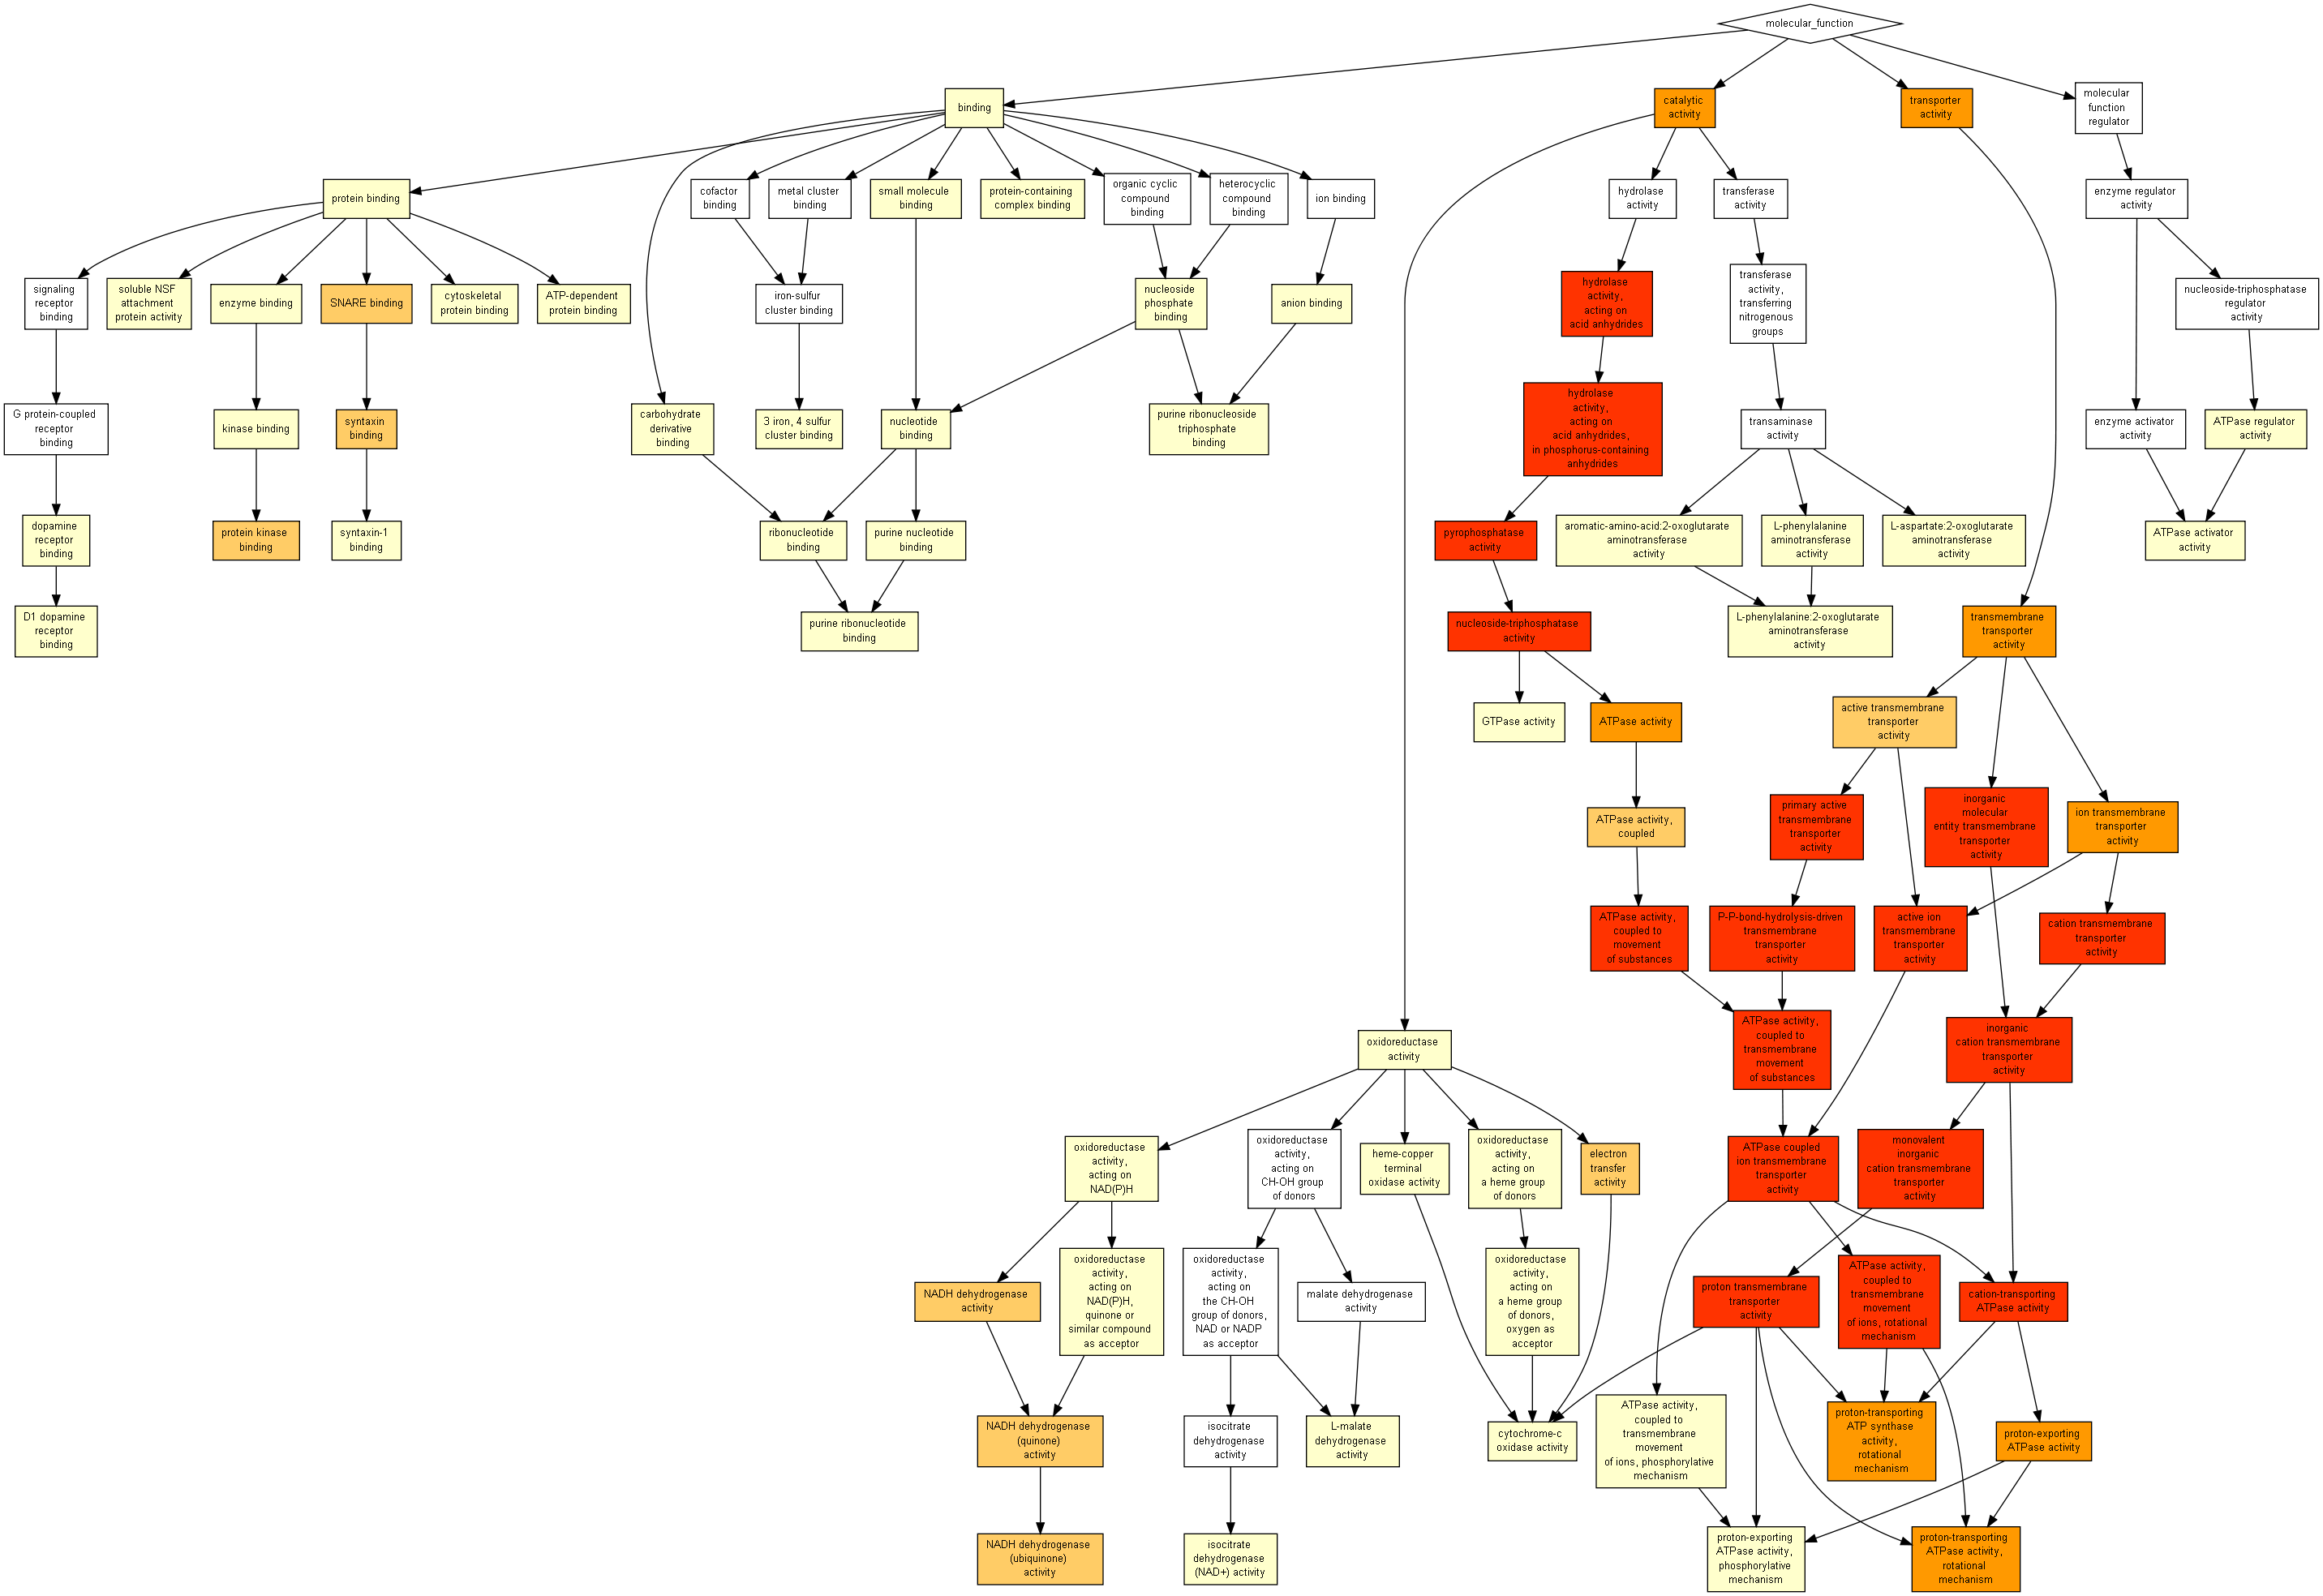 molecular_function
binding
catalytic
activity
transporter
activity
molecular
function
regulator
protein binding
cofactor
binding
metal cluster
binding
small molecule
binding
protein-containing
complex binding
organic cyclic
compound
binding
heterocyclic
compound
binding
ion binding
hydrolase
activity
transferase
activity
enzyme regulator
activity
signaling
receptor
binding
soluble NSF
attachment
protein activity
enzyme binding
SNARE binding
cytoskeletal
protein binding
ATP-dependent
protein binding
iron-sulfur
cluster binding
nucleoside
phosphate
binding
anion binding
hydrolase
activity,
acting on
acid anhydrides
transferase
activity,
transferring
nitrogenous
groups
nucleoside-triphosphatase
regulator
activity
G protein-coupled
receptor
binding
kinase binding
syntaxin
binding
carbohydrate
derivative
binding
3 iron, 4 sulfur
cluster binding
nucleotide
binding
purine ribonucleoside
triphosphate
binding
hydrolase
activity,
acting on
acid anhydrides,
in phosphorus-containing
anhydrides
transaminase
activity
enzyme activator
activity
ATPase regulator
activity
dopamine
receptor
binding
protein kinase
binding
syntaxin-1
binding
ribonucleotide
binding
purine nucleotide
binding
pyrophosphatase
activity
aromatic-amino-acid:2-oxoglutarate
aminotransferase
activity
L-phenylalanine
aminotransferase
activity
L-aspartate:2-oxoglutarate
aminotransferase
activity
ATPase activator
activity
D1 dopamine
receptor
binding
purine ribonucleotide
binding
nucleoside-triphosphatase
activity
L-phenylalanine:2-oxoglutarate
aminotransferase
activity
transmembrane
transporter
activity
GTPase activity
ATPase activity
active transmembrane
transporter
activity
ATPase activity,
coupled
primary active
transmembrane
transporter
activity
inorganic
molecular
entity transmembrane
transporter
activity
ion transmembrane
transporter
activity
ATPase activity,
coupled to
movement
of substances
P-P-bond-hydrolysis-driven
transmembrane
transporter
activity
active ion
transmembrane
transporter
activity
cation transmembrane
transporter
activity
oxidoreductase
activity
ATPase activity,
coupled to
transmembrane
movement
of substances
inorganic
cation transmembrane
transporter
activity
oxidoreductase
activity,
acting on
NAD(P)H
oxidoreductase
activity,
acting on
CH-OH group
of donors
heme-copper
terminal
oxidase activity
oxidoreductase
activity,
acting on
a heme group
of donors
electron
transfer
activity
ATPase coupled
ion transmembrane
transporter
activity
monovalent
inorganic
cation transmembrane
transporter
activity
NADH dehydrogenase
activity
oxidoreductase
activity,
acting on
NAD(P)H,
quinone or
similar compound
as acceptor
oxidoreductase
activity,
acting on
the CH-OH
group of donors,
NAD or NADP
as acceptor
malate dehydrogenase
activity
oxidoreductase
activity,
acting on
a heme group
of donors,
oxygen as
acceptor
proton transmembrane
transporter
activity
ATPase activity,
coupled to
transmembrane
movement
of ions, rotational
mechanism
cation-transporting
ATPase activity
NADH dehydrogenase
(quinone)
activity
isocitrate
dehydrogenase
activity
L-malate
dehydrogenase
activity
cytochrome-c
oxidase activity
ATPase activity,
coupled to
transmembrane
movement
of ions, phosphorylative
mechanism
proton-transporting
ATP synthase
activity,
rotational
mechanism
proton-exporting
ATPase activity
NADH dehydrogenase
(ubiquinone)
activity
isocitrate
dehydrogenase
(NAD+) activity
proton-exporting
ATPase activity,
phosphorylative
mechanism
proton-transporting
ATPase activity,
rotational
mechanism